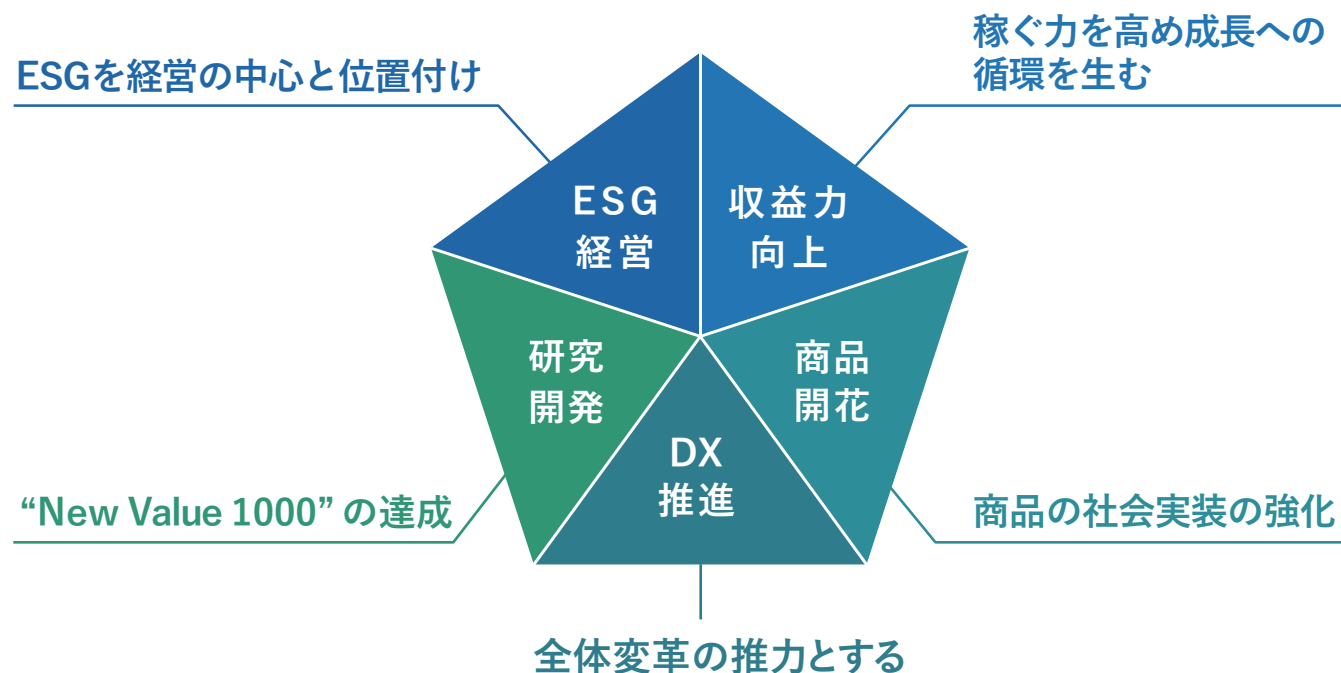 ESGを経営の中心と位置付け
稼ぐ力を高め成長への
循環を生む
ESG
経営
収益力
向上
研究
開発
商品
開花
DX
推進
“New Value 1000” の達成
商品の社会実装の強化
全体変革の推力とする